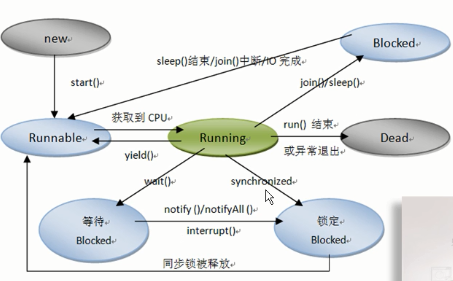 new
Blocked
sleep()结束/join()中断/IO 完成
start()
join()/sleep()
获取到 CPU
run() 结束
Runnable
Running
Dead
yield()
或异常退出
wait()
synchronized
等待
Blocked
notify ()/notifyAll ()
interrupt()
锁定
Blocked
同步锁被释放